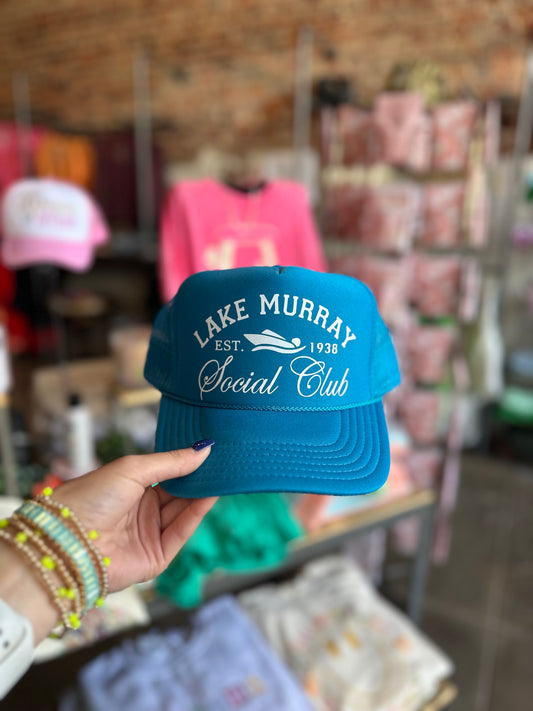 LAKE MURRAY
EST. 1938
Social Club